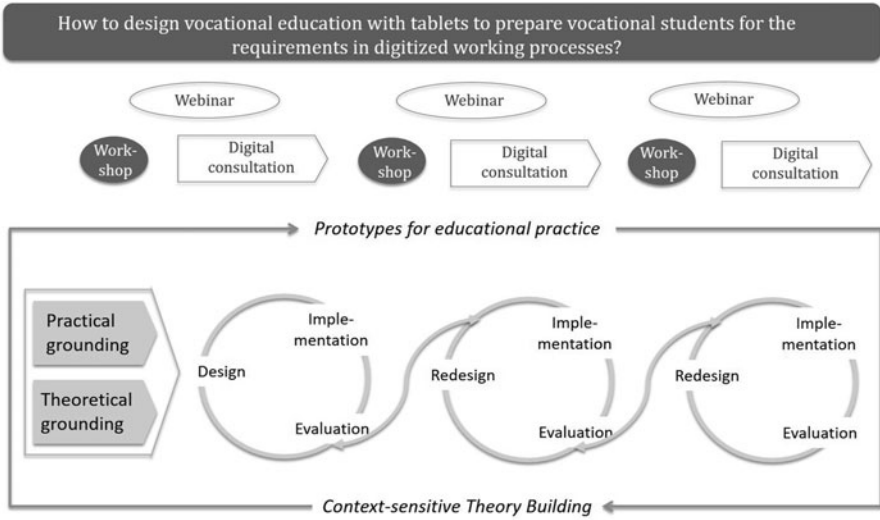 How to design vocational education with tablets to prepare vocational students for the
requirements in digitized working processes?
Webinar
Webinar
Webinar
Work-
shop
Digital
consultation
Work-
shop
Digital
consultation
Work-
shop
Digital
consultation
Prototypes for educational practice
Practical
grounding
Theoretical
grounding
Design
Imple-
mentation
Evaluation
Redesign
Imple-
mentation
Evaluation
Redesign
Imple-
mentation
Evaluation
Context-sensitive Theory Building